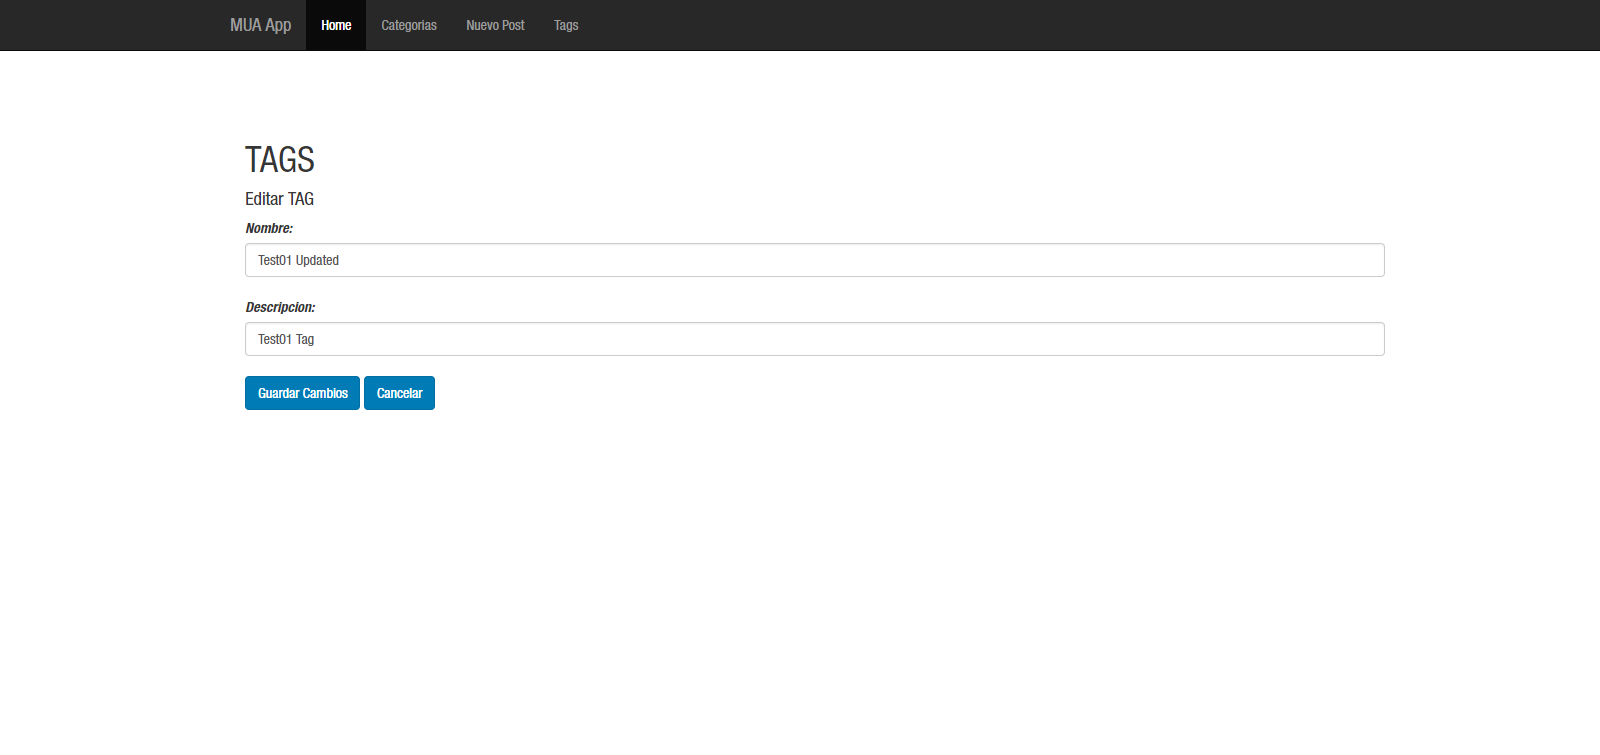 MUA App Home Categorias Nuevo Post Tags
TAGS
Editar TAG
Nombre:
Test01 Updated
Descripcion:
Test01 Tag
Guardar Cambios Cancelar